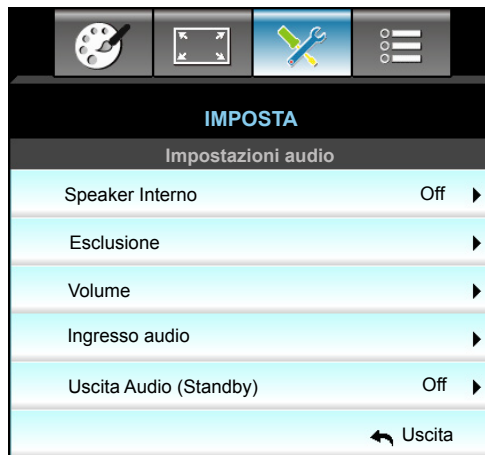 IMPOSTA
Impostazioni audio
Speaker Interno Off
Esclusione
Volume
Ingresso audio
Uscita Audio (Standby) Off
Uscita